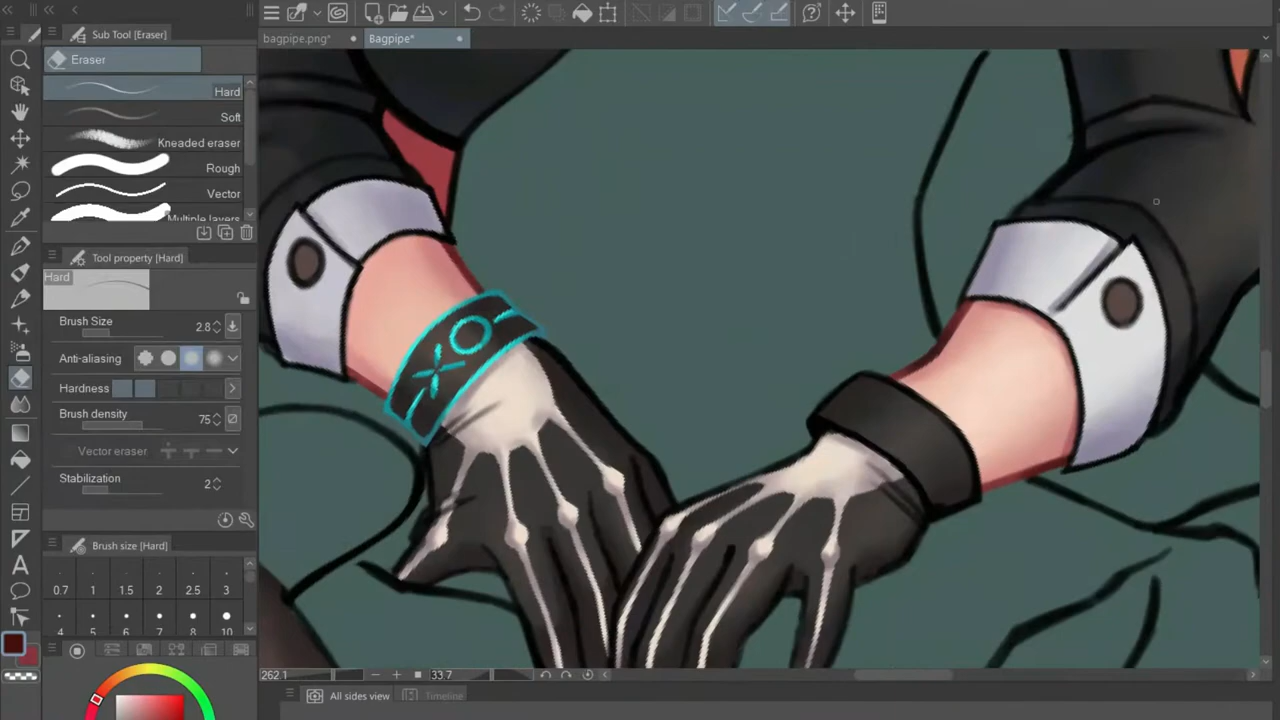 Sub Tool [Eraser]
bagpipe.png*
Bagpipe*
Eraser
Hard
Soft
Kneaded eraser
Rough
Vector
Multiple layers
Tool property [Hard]
Hard
Brush Size
2.8
Anti-aliasing
Hardness
Brush density
75
Vector eraser
Stabilization
2
Brush size [Hard]
0.7 1 1.5 2 2.5 3
4 5 6 7 8 10
262.1
33.7
All sides view
Timeline
XO